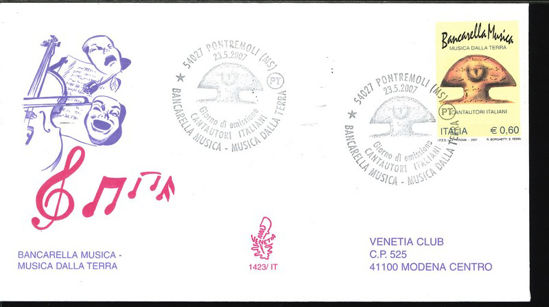 54027 PONTREMOLI (MS)
23.5.2007
PT
Giorno di emissione
CANTAUTORI ITALIANI
BANCARELLA MUSICA - MUSICA DALLA TERRA
54027 PONTREMOLI (MS)
23.5.2007
Giorno di emissione
CANTAUTORI ITALIANI
BANCARELLA MUSICA - MUSICA DALLA TERRA
Bancarella Musica
MUSICA DALLA TERRA
PT
CANTAUTORI ITALIANI
ITALIA € 0,60
BANCARELLA MUSICA -
MUSICA DALLA TERRA
1423/ IT
VENETIA CLUB
C.P. 525
41100 MODENA CENTRO